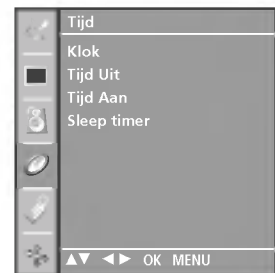 Tijd
Klok
Tijd Uit
Tijd Aan
Sleep timer
▲▼ ◄► OK MENU